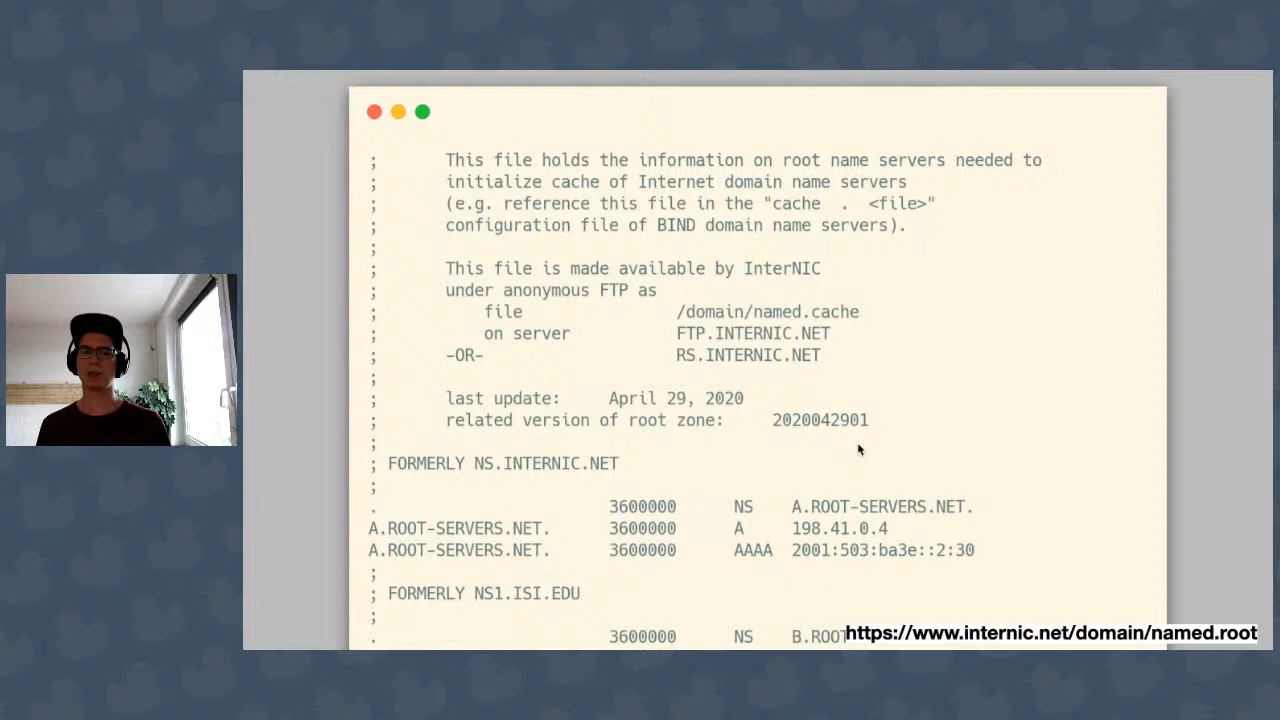 ;       This file holds the information on root name servers needed to
;       initialize cache of Internet domain name servers
;       (e.g. reference this file in the "cache  .  <file>"
;       configuration file of BIND domain name servers).
;
;       This file is made available by InterNIC
;       under anonymous FTP as
;           file                /domain/named.cache
;           on server           FTP.INTERNIC.NET
;       -OR-                    RS.INTERNIC.NET
;
;       last update:     April 29, 2020
;       related version of root zone:     2020042901
;
; FORMERLY NS.INTERNIC.NET
;
.                        3600000      NS    A.ROOT-SERVERS.NET.
A.ROOT-SERVERS.NET.      3600000      A     198.41.0.4
A.ROOT-SERVERS.NET.      3600000      AAAA  2001:503:ba3e::2:30
;
; FORMERLY NS1.ISI.EDU
;
.                        3600000      NS    B.ROO
https://www.internic.net/domain/named.root